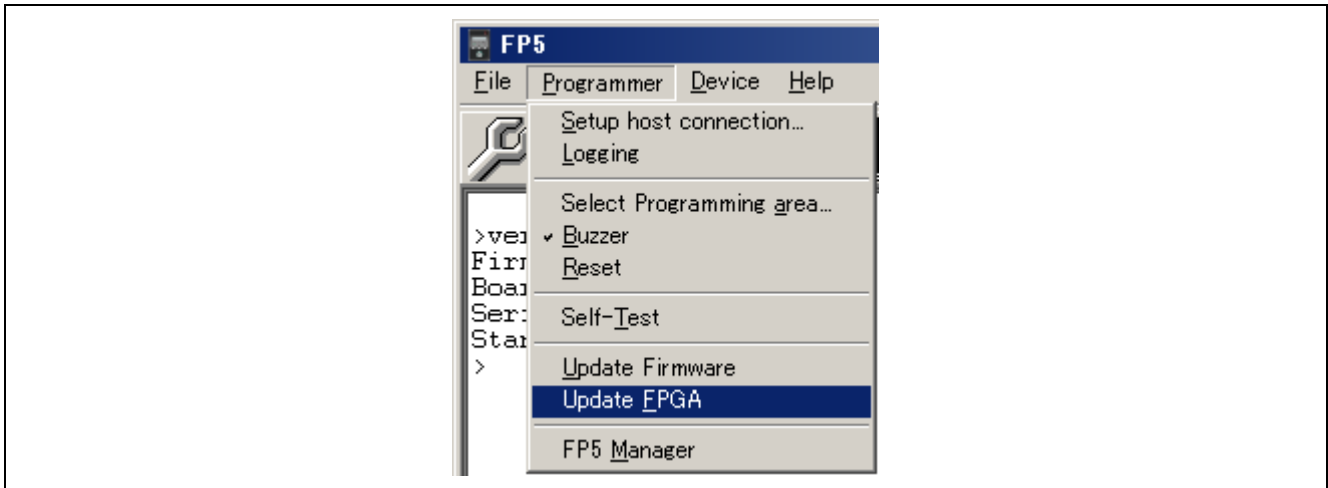 FP5
File Programmer Device Help
Setup host connection...
Logging
Select Programming area...
Buzzer
Reset
Self-Test
Update Firmware
Update FPGA
FP5 Manager
>ver
Firm
Boar
Seri
Star
>